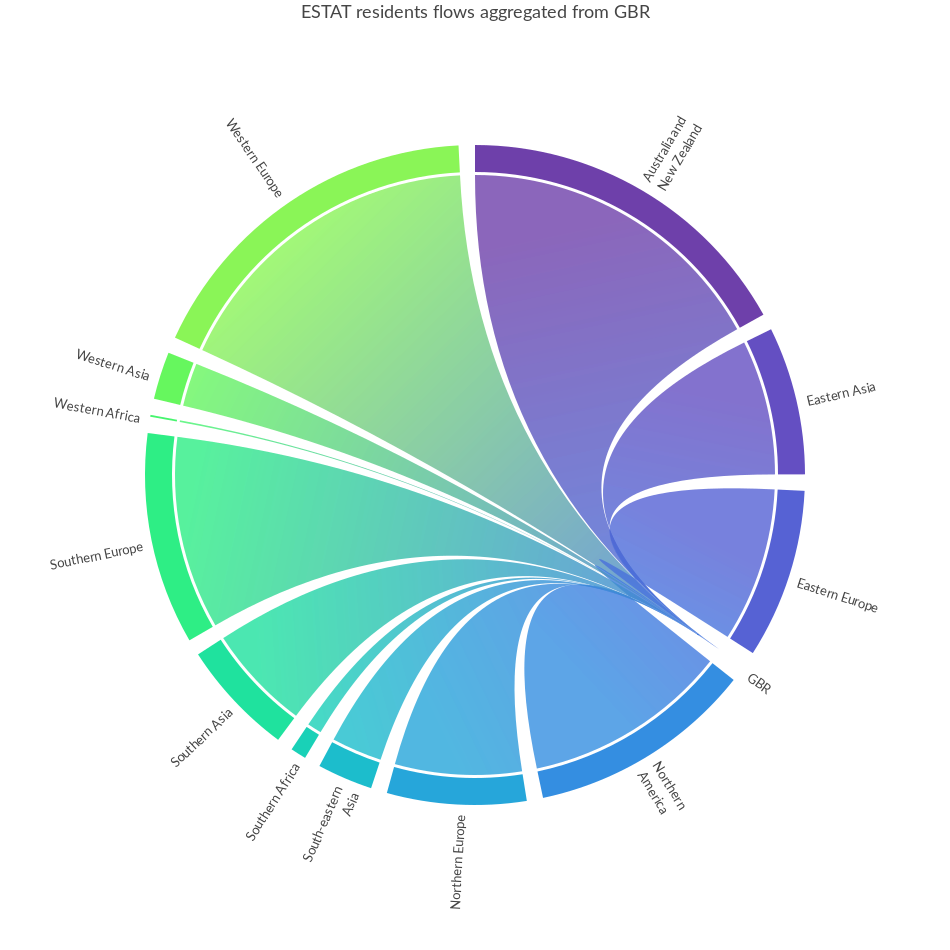 ESTAT residents flows aggregated from GBR
Australia and
New Zealand
Eastern Asia
Eastern Europe
GBR
Northern
America
Northern Europe
South-eastern
Asia
Southern Africa
Southern Asia
Southern Europe
Western Africa
Western Asia
Western Europe